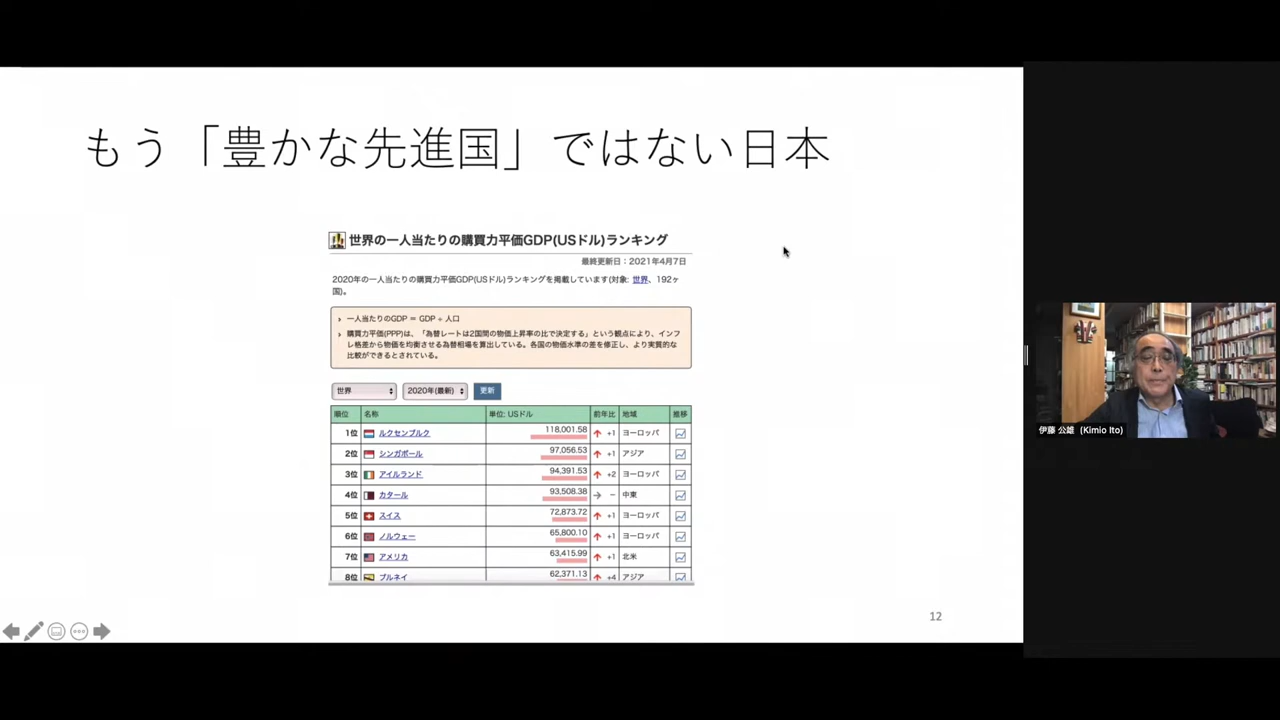 もう「豊かな先進国」ではない日本
世界の一人当たりの購買力平価GDP(USドル)ランキング
最終更新日：2021年4月7日
2020年の一人当たりの購買力平価GDP(USドル)ランキングを掲載しています(対象: 世界、192ヶ
国)。
› 一人当たりのGDP = GDP ÷ 人口
› 購買力平価(PPP)は、「為替レートは2国間の物価上昇率の比で決定する」という観点により、インフ
レ格差から物価を均衡させる為替相場を算出している。各国の物価水準の差を修正し、より実質的な
比較ができるとされている。
世界 2020年(最新) 更新
順位 名称 単位: USドル 前年比 地域 推移
1位 ルクセンブルク 118,001.58 +1 ヨーロッパ
2位 シンガポール 97,056.53 +1 アジア
3位 アイルランド 94,391.53 +2 ヨーロッパ
4位 カタール 93,508.38 - 中東
5位 スイス 72,873.72 +1 ヨーロッパ
6位 ノルウェー 65,800.10 +1 ヨーロッパ
7位 アメリカ 63,415.99 +1 北米
8位 ブルネイ 62,371.13 +4 アジア
12
伊藤 公雄 (Kimio Ito)